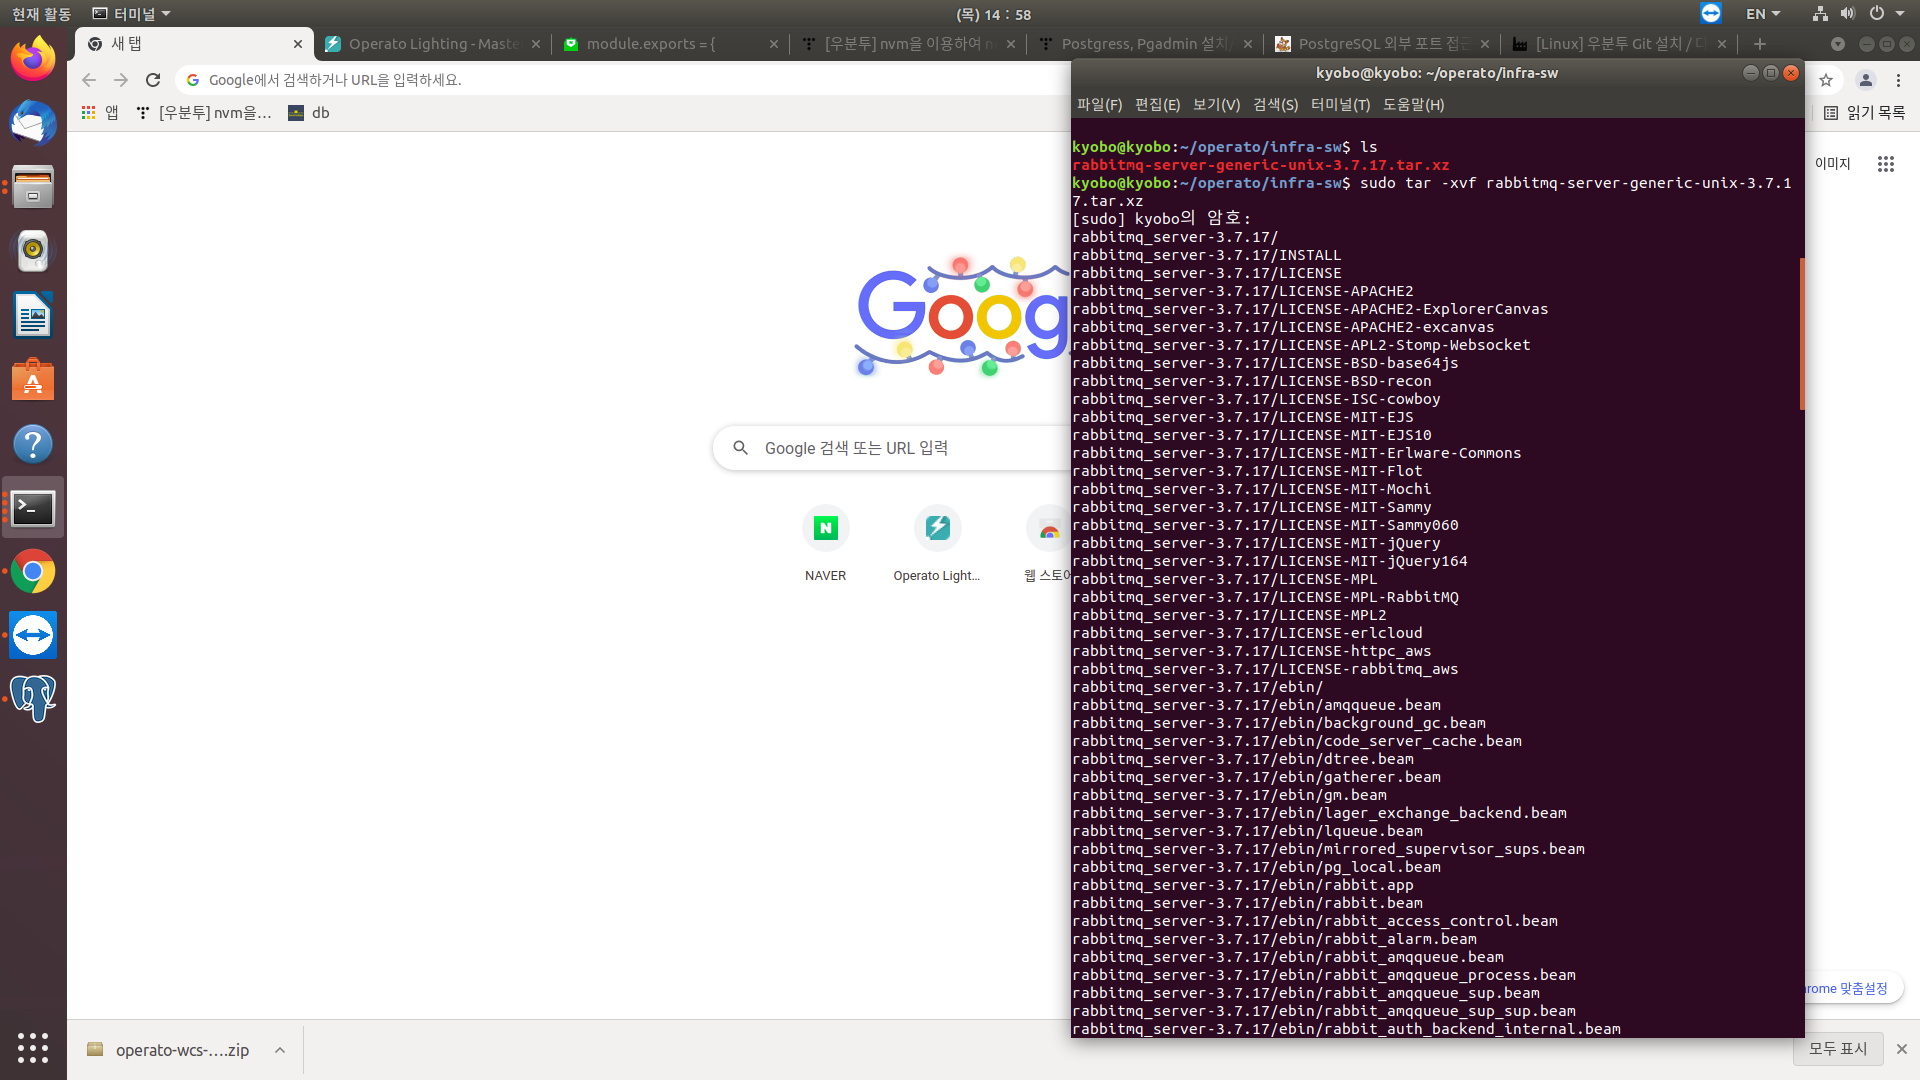 현재 활동
터미널
(목) 14 : 58
EN
새 탭
Operato Lighting - Maste
module.exports = {
[우분투] nvm을 이용하여 n
Postgress, Pgadmin 설치
PostgreSQL 외부 포트 접근
[Linux] 우분투 Git 설치 / 
Google에서 검색하거나 URL을 입력하세요.
앱
[우분투] nvm을...
db
읽기 목록
이미지
Goog
Google 검색 또는 URL 입력
NAVER
Operato Light...
웹 스토어
rome 맞춤설정
operato-wcs-....zip
모두 표시
kyobo@kyobo: ~/operato/infra-sw
파일(F) 편집(E) 보기(V) 검색(S) 터미널(T) 도움말(H)
kyobo@kyobo:~/operato/infra-sw$ ls
rabbitmq-server-generic-unix-3.7.17.tar.xz
kyobo@kyobo:~/operato/infra-sw$ sudo tar -xvf rabbitmq-server-generic-unix-3.7.1
7.tar.xz
[sudo] kyobo의 암호:
rabbitmq_server-3.7.17/
rabbitmq_server-3.7.17/INSTALL
rabbitmq_server-3.7.17/LICENSE
rabbitmq_server-3.7.17/LICENSE-APACHE2
rabbitmq_server-3.7.17/LICENSE-APACHE2-ExplorerCanvas
rabbitmq_server-3.7.17/LICENSE-APACHE2-excanvas
rabbitmq_server-3.7.17/LICENSE-APL2-Stomp-Websocket
rabbitmq_server-3.7.17/LICENSE-BSD-base64js
rabbitmq_server-3.7.17/LICENSE-BSD-recon
rabbitmq_server-3.7.17/LICENSE-ISC-cowboy
rabbitmq_server-3.7.17/LICENSE-MIT-EJS
rabbitmq_server-3.7.17/LICENSE-MIT-EJS10
rabbitmq_server-3.7.17/LICENSE-MIT-Erlware-Commons
rabbitmq_server-3.7.17/LICENSE-MIT-Flot
rabbitmq_server-3.7.17/LICENSE-MIT-Mochi
rabbitmq_server-3.7.17/LICENSE-MIT-Sammy
rabbitmq_server-3.7.17/LICENSE-MIT-Sammy060
rabbitmq_server-3.7.17/LICENSE-MIT-jQuery
rabbitmq_server-3.7.17/LICENSE-MIT-jQuery164
rabbitmq_server-3.7.17/LICENSE-MPL
rabbitmq_server-3.7.17/LICENSE-MPL-RabbitMQ
rabbitmq_server-3.7.17/LICENSE-MPL2
rabbitmq_server-3.7.17/LICENSE-erlcloud
rabbitmq_server-3.7.17/LICENSE-httpc_aws
rabbitmq_server-3.7.17/LICENSE-rabbitmq_aws
rabbitmq_server-3.7.17/ebin/
rabbitmq_server-3.7.17/ebin/amqqueue.beam
rabbitmq_server-3.7.17/ebin/background_gc.beam
rabbitmq_server-3.7.17/ebin/code_server_cache.beam
rabbitmq_server-3.7.17/ebin/dtree.beam
rabbitmq_server-3.7.17/ebin/gatherer.beam
rabbitmq_server-3.7.17/ebin/gm.beam
rabbitmq_server-3.7.17/ebin/lager_exchange_backend.beam
rabbitmq_server-3.7.17/ebin/lqueue.beam
rabbitmq_server-3.7.17/ebin/mirrored_supervisor_sups.beam
rabbitmq_server-3.7.17/ebin/pg_local.beam
rabbitmq_server-3.7.17/ebin/rabbit.app
rabbitmq_server-3.7.17/ebin/rabbit.beam
rabbitmq_server-3.7.17/ebin/rabbit_access_control.beam
rabbitmq_server-3.7.17/ebin/rabbit_alarm.beam
rabbitmq_server-3.7.17/ebin/rabbit_amqqueue.beam
rabbitmq_server-3.7.17/ebin/rabbit_amqqueue_process.beam
rabbitmq_server-3.7.17/ebin/rabbit_amqqueue_sup.beam
rabbitmq_server-3.7.17/ebin/rabbit_amqqueue_sup_sup.beam
rabbitmq_server-3.7.17/ebin/rabbit_auth_backend_internal.beam